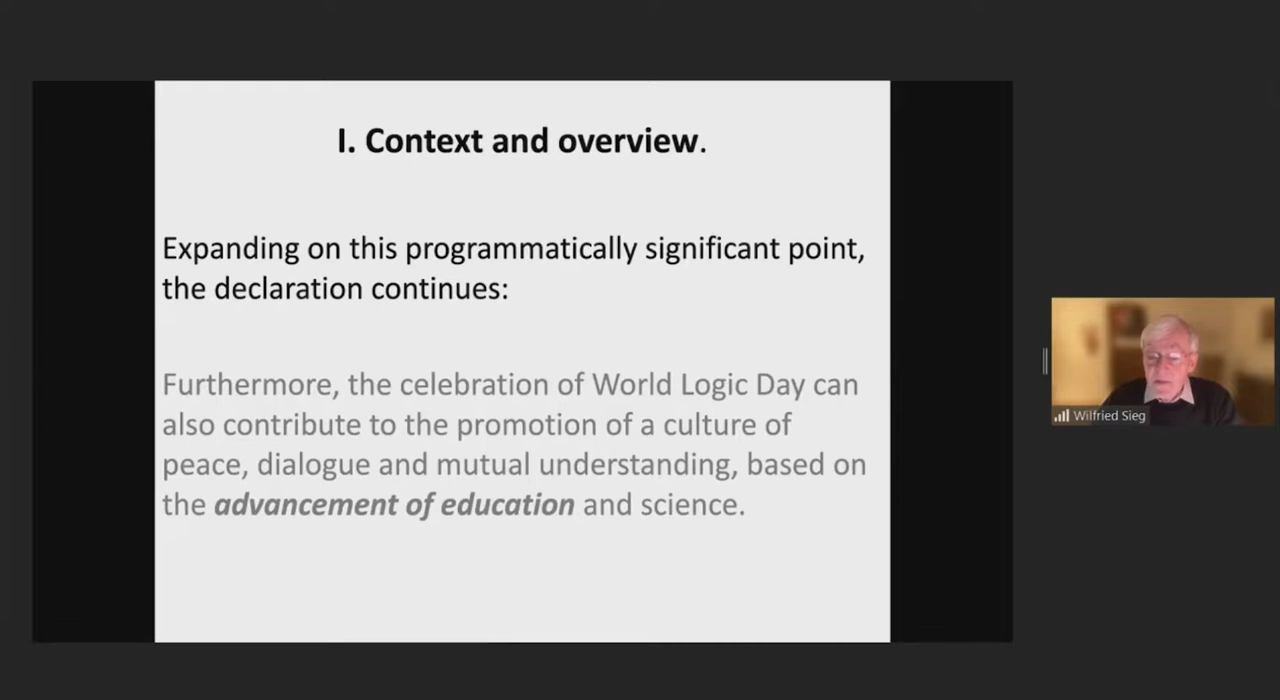 I. Context and overview.
Expanding on this programmatically significant point,
the declaration continues:
Furthermore, the celebration of World Logic Day can
also contribute to the promotion of a culture of
peace, dialogue and mutual understanding, based on
the advancement of education and science.
Wilfried Sieg